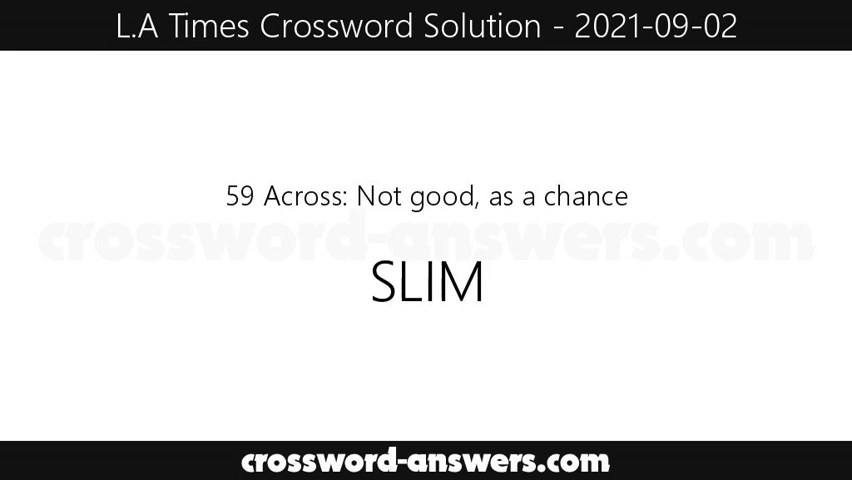 L.A Times Crossword Solution - 2021-09-02
59 Across: Not good, as a chance
crossword-answers.com
SLIM
crossword-answers.com